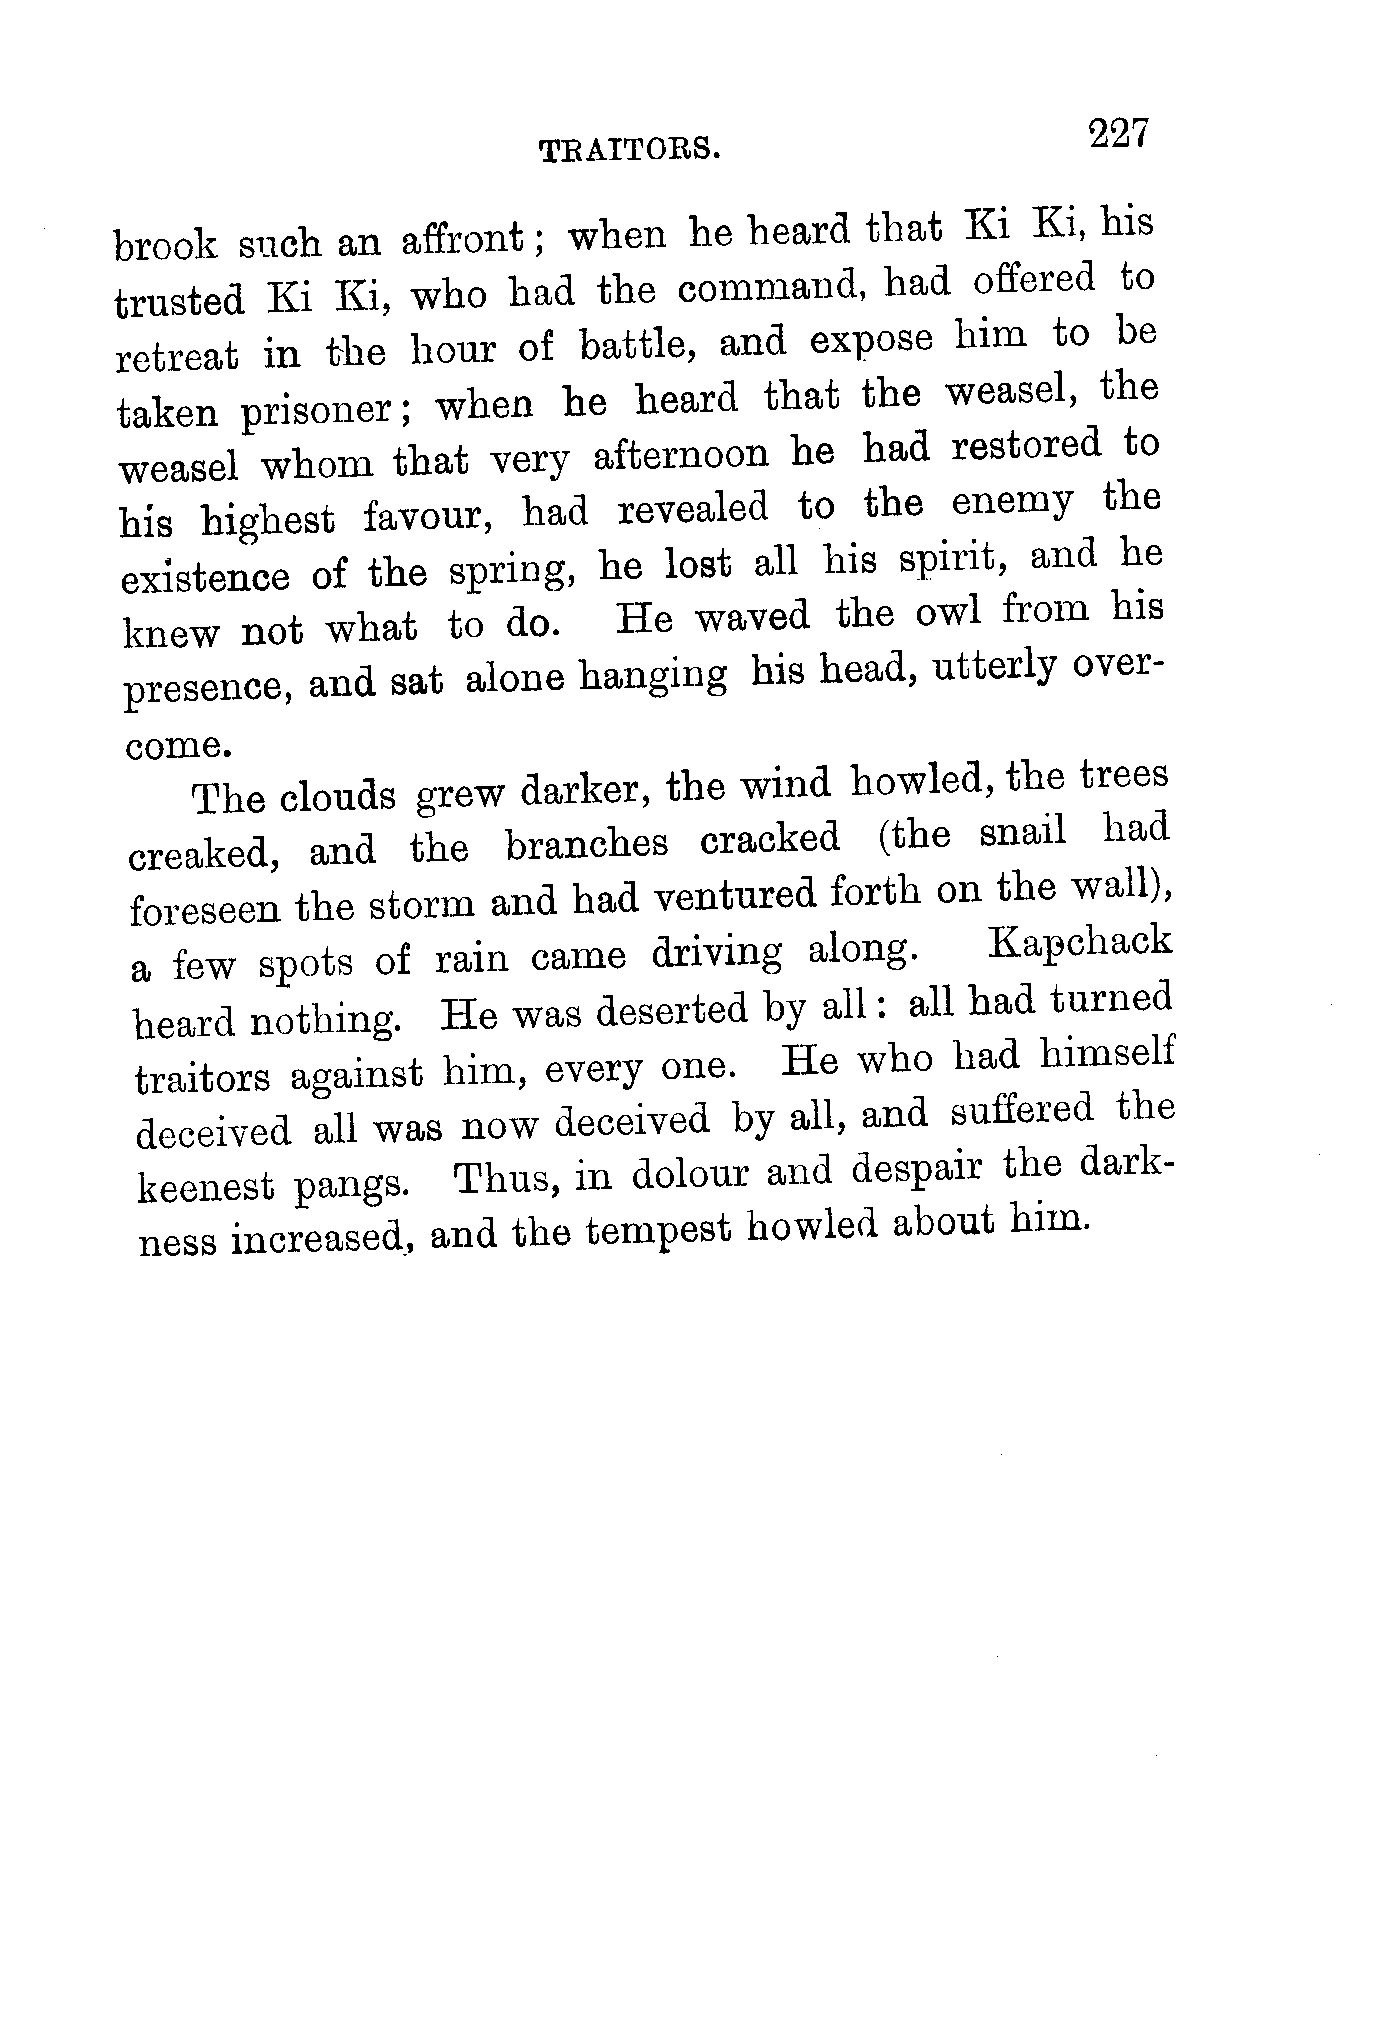 TRAITORS. 227
brook such an affront; when he heard that Ki Ki, his
trusted Ki Ki, who had the command, had offered to
retreat in the hour of battle, and expose him to be
taken prisoner; when he heard that the weasel, the
weasel whom that very afternoon he had restored to
his highest favour, had revealed to the enemy the
existence of the spring, he lost all his spirit, and he
knew not what to do. He waved the owl from his
presence, and sat alone hanging his head, utterly over-
come.
The clouds grew darker, the wind howled, the trees
creaked, and the branches cracked (the snail had
foreseen the storm and had ventured forth on the wall),
a few spots of rain came driving along. Kapchack
heard nothing. He was deserted by all: all had turned
traitors against him, every one. He who had himself
deceived all was now deceived by all, and suffered the
keenest pangs. Thus, in dolour and despair the dark-
ness increased, and the tempest howled about him.